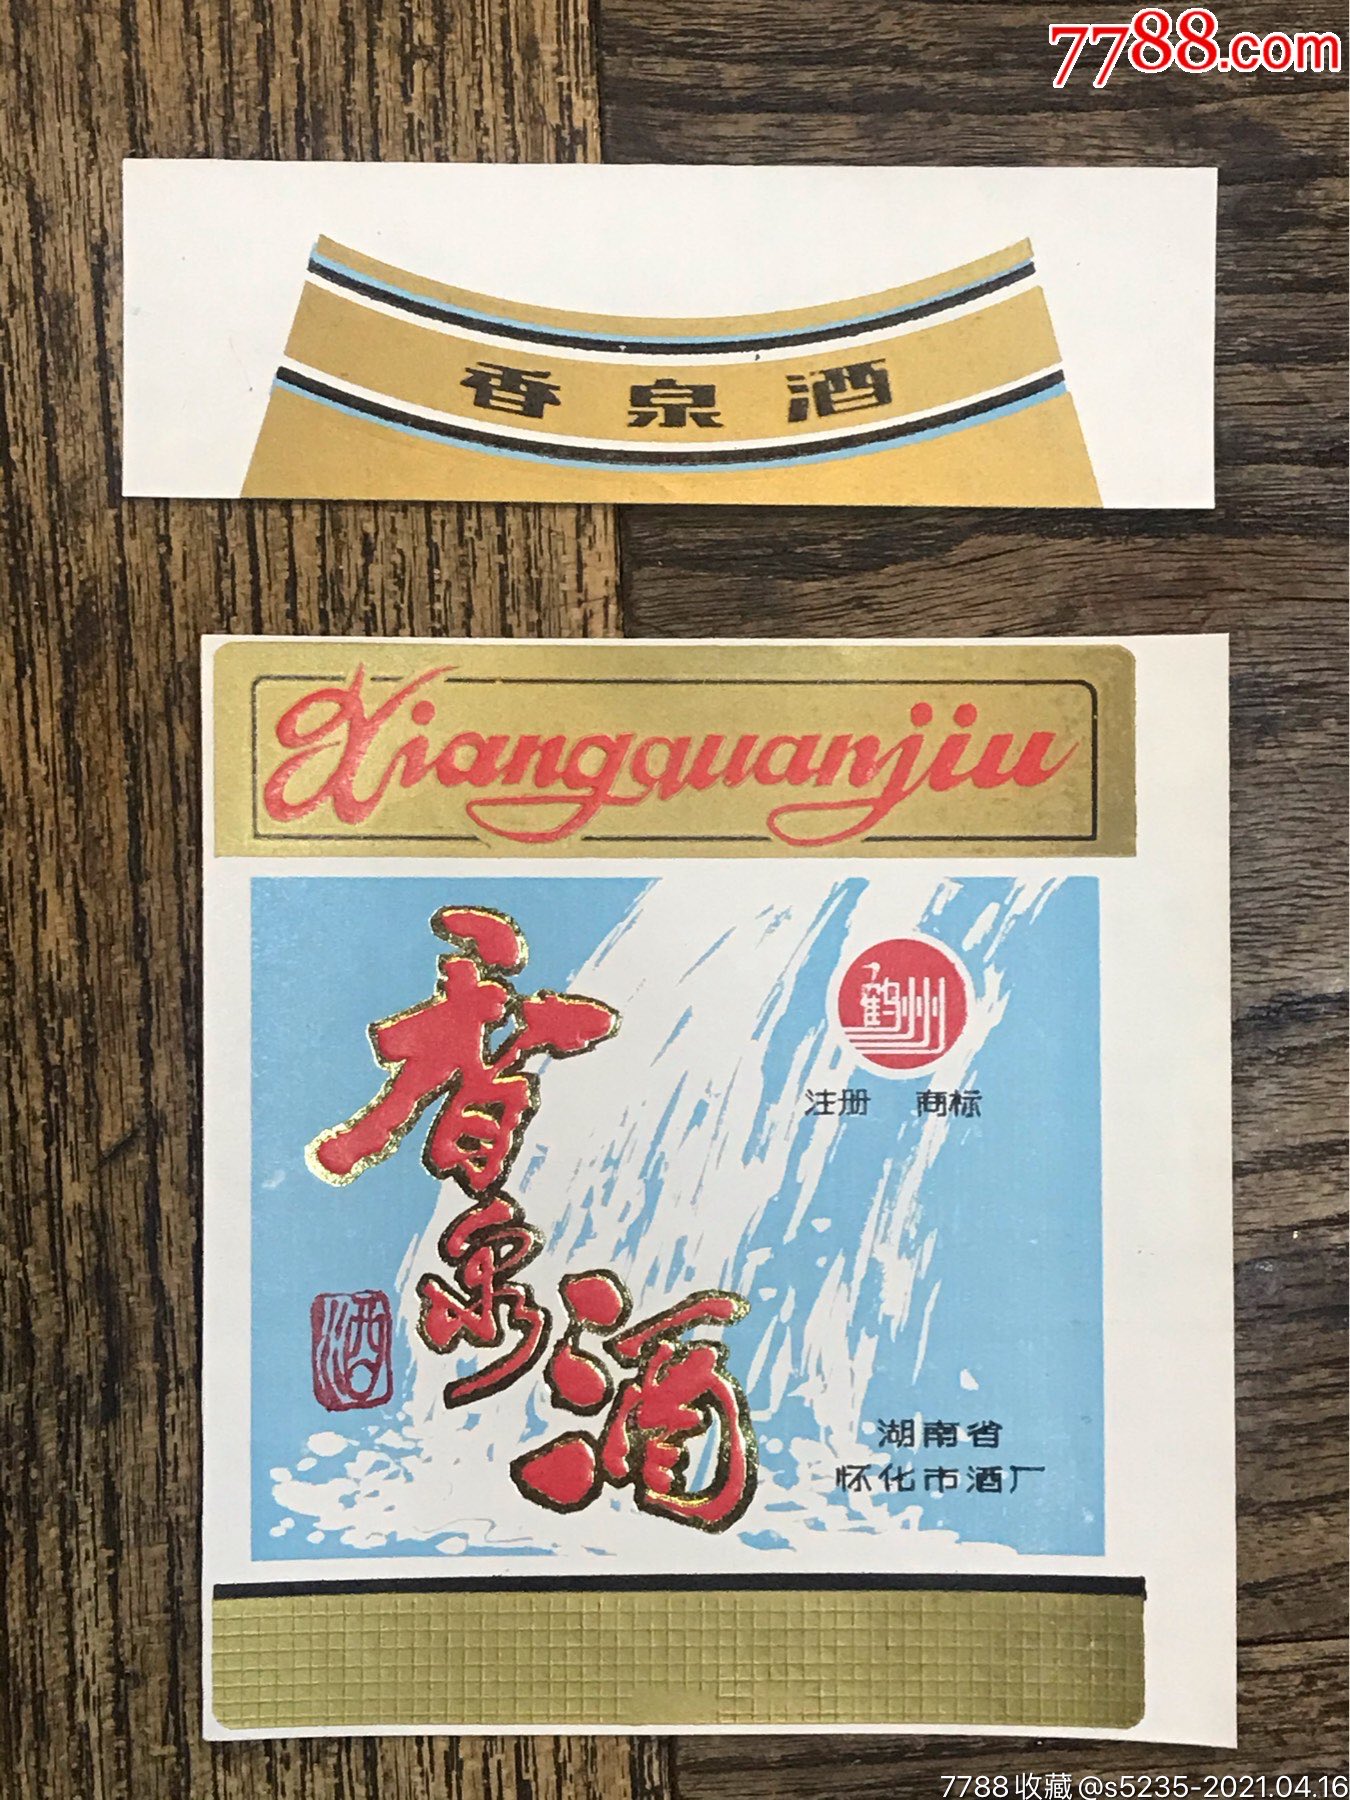 7788.com
香泉酒
Xiangquanjiu
鹤州
注册 商标
香泉酒
酒
湖南省
怀化市酒厂
7788收藏@s5235-2021.04.16